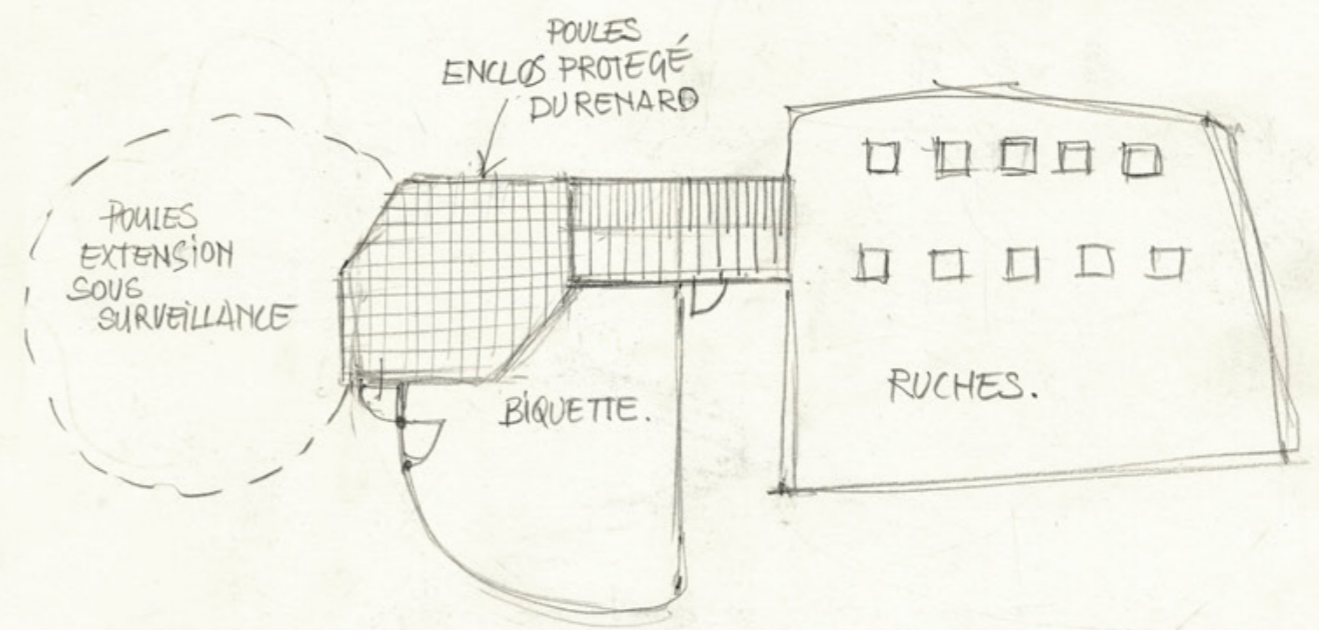 POULES
ENCLOS PROTEGÉ
DU RENARD
POULES
EXTENSION
SOUS
SURVEILLANCE
BIQUETTE.
RUCHES.